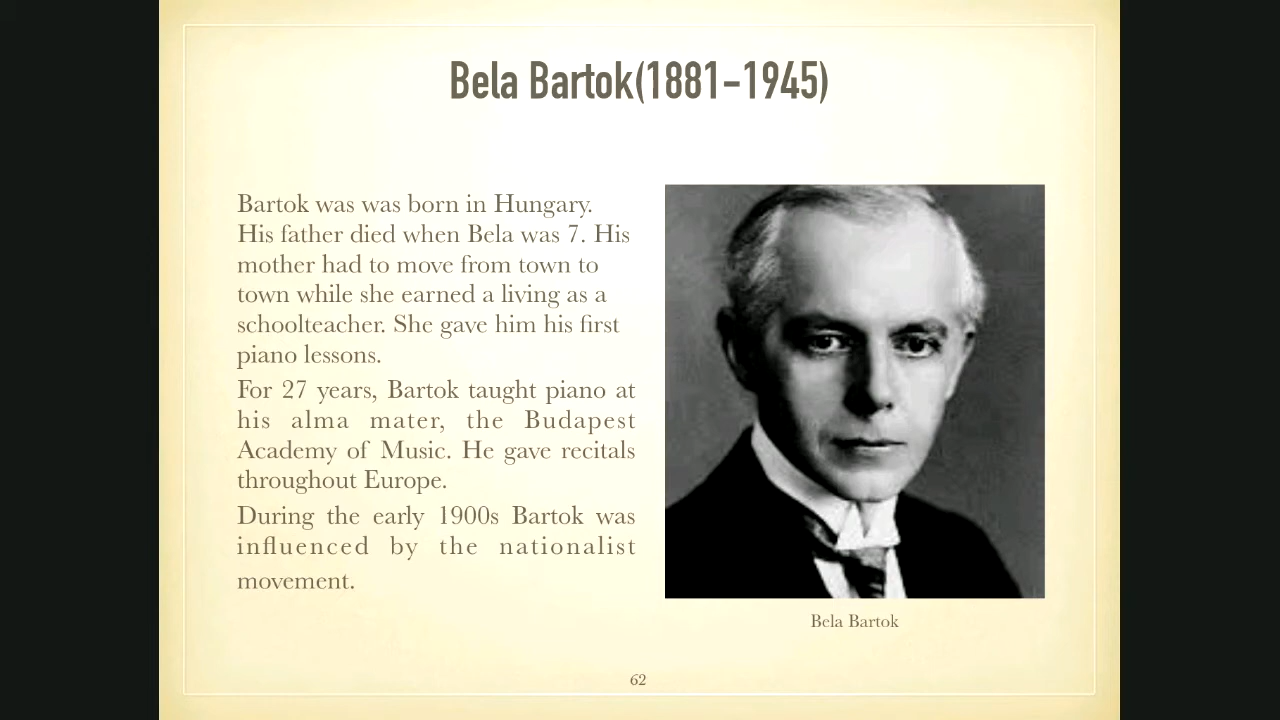 Bela Bartok(1881-1945)
Bartok was was born in Hungary.
His father died when Bela was 7. His
mother had to move from town to
town while she earned a living as a
schoolteacher. She gave him his first
piano lessons.
For 27 years, Bartok taught piano at
his alma mater, the Budapest
Academy of Music. He gave recitals
throughout Europe.
During the early 1900s Bartok was
influenced by the nationalist
movement.
Bela Bartok
62